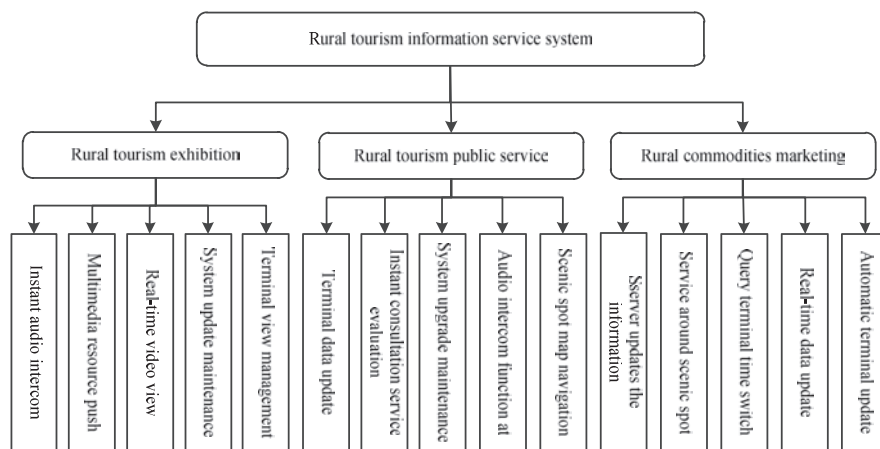 Rural tourism information service system
Rural tourism exhibition
Rural tourism public service
Rural commodities marketing
Instant audio intercom
Multimedia resource push
Real-time video view
System update maintenance
Terminal view management
Terminal data update
Instant consultation service
evaluation
System upgrade maintenance
Audio intercom function at
Scenic spot map navigation
Sserver updates the
information
Service around scenic spot
Query terminal time switch
Real-time data update
Automatic terminal update